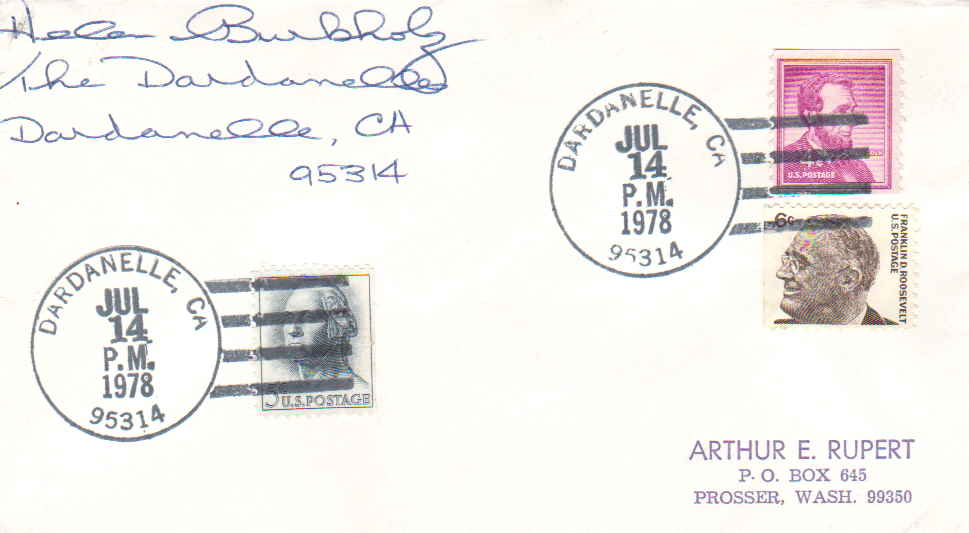 Helen Burkholz
The Dardanelles
Dardanelle, CA
95314
DARDANELLE, CA
JUL
14
P.M.
1978
95314
U.S. POSTAGE
6c
FRANKLIN D. ROOSEVELT
U.S. POSTAGE
DARDANELLE, CA
JUL
14
P.M.
1978
95314
5c
U.S. POSTAGE
ARTHUR E. RUPERT
P. O. BOX 645
PROSSER, WASH. 99350